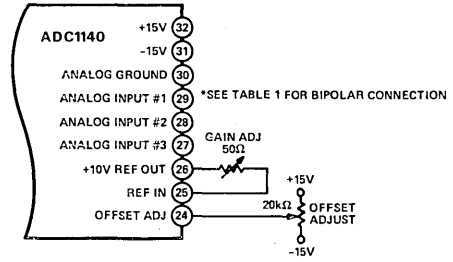 ADC1140
+15V 32
-15V 31
ANALOG GROUND 30
ANALOG INPUT #1 29 *SEE TABLE 1 FOR BIPOLAR CONNECTION
ANALOG INPUT #2 28
ANALOG INPUT #3 27
GAIN ADJ
50Ω
+10V REF OUT 26
REF IN 25
OFFSET ADJ 24
+15V
20kΩ OFFSET
ADJUST
-15V